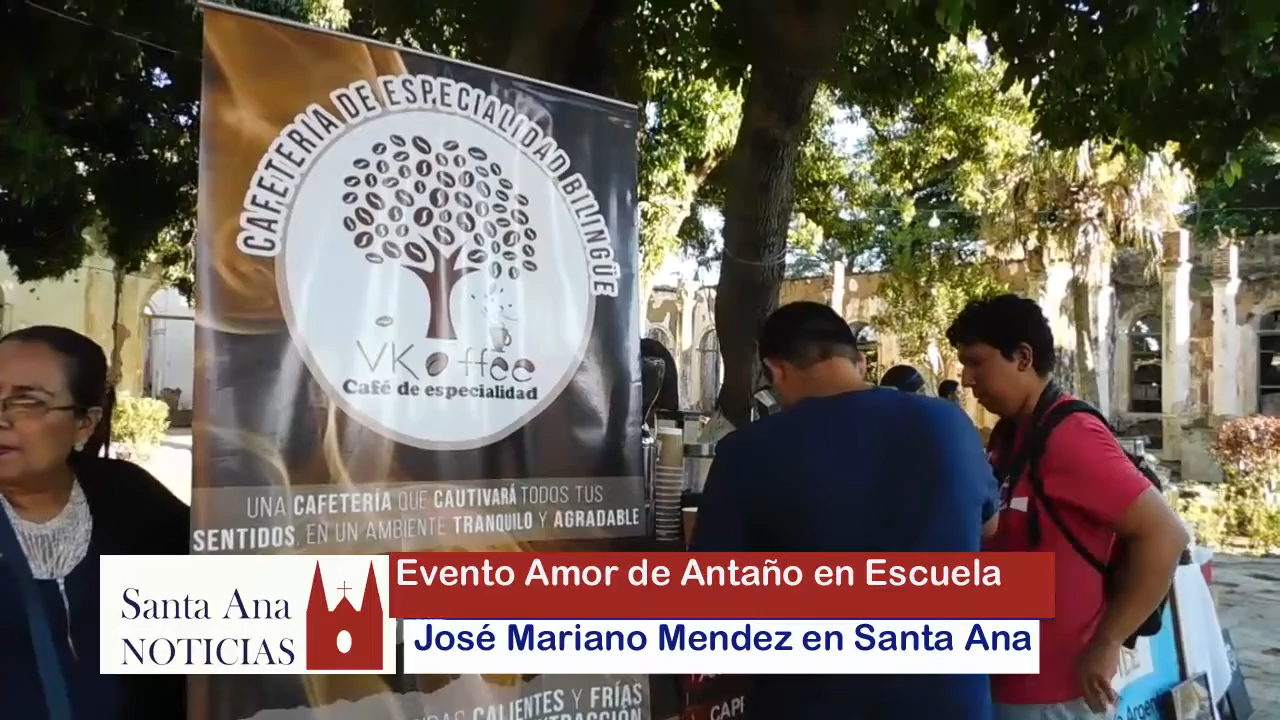 CAFETERIA DE ESPECIALIDAD BILINGÜE
VKoffee
Café de especialidad
UNA CAFETERÍA QUE CAUTIVARÁ TODOS TUS
SENTIDOS, EN UN AMBIENTE TRANQUILO Y AGRADABLE
Santa Ana
NOTICIAS
Evento Amor de Antaño en Escuela
José Mariano Mendez en Santa Ana
CALIENTES Y FRÍAS